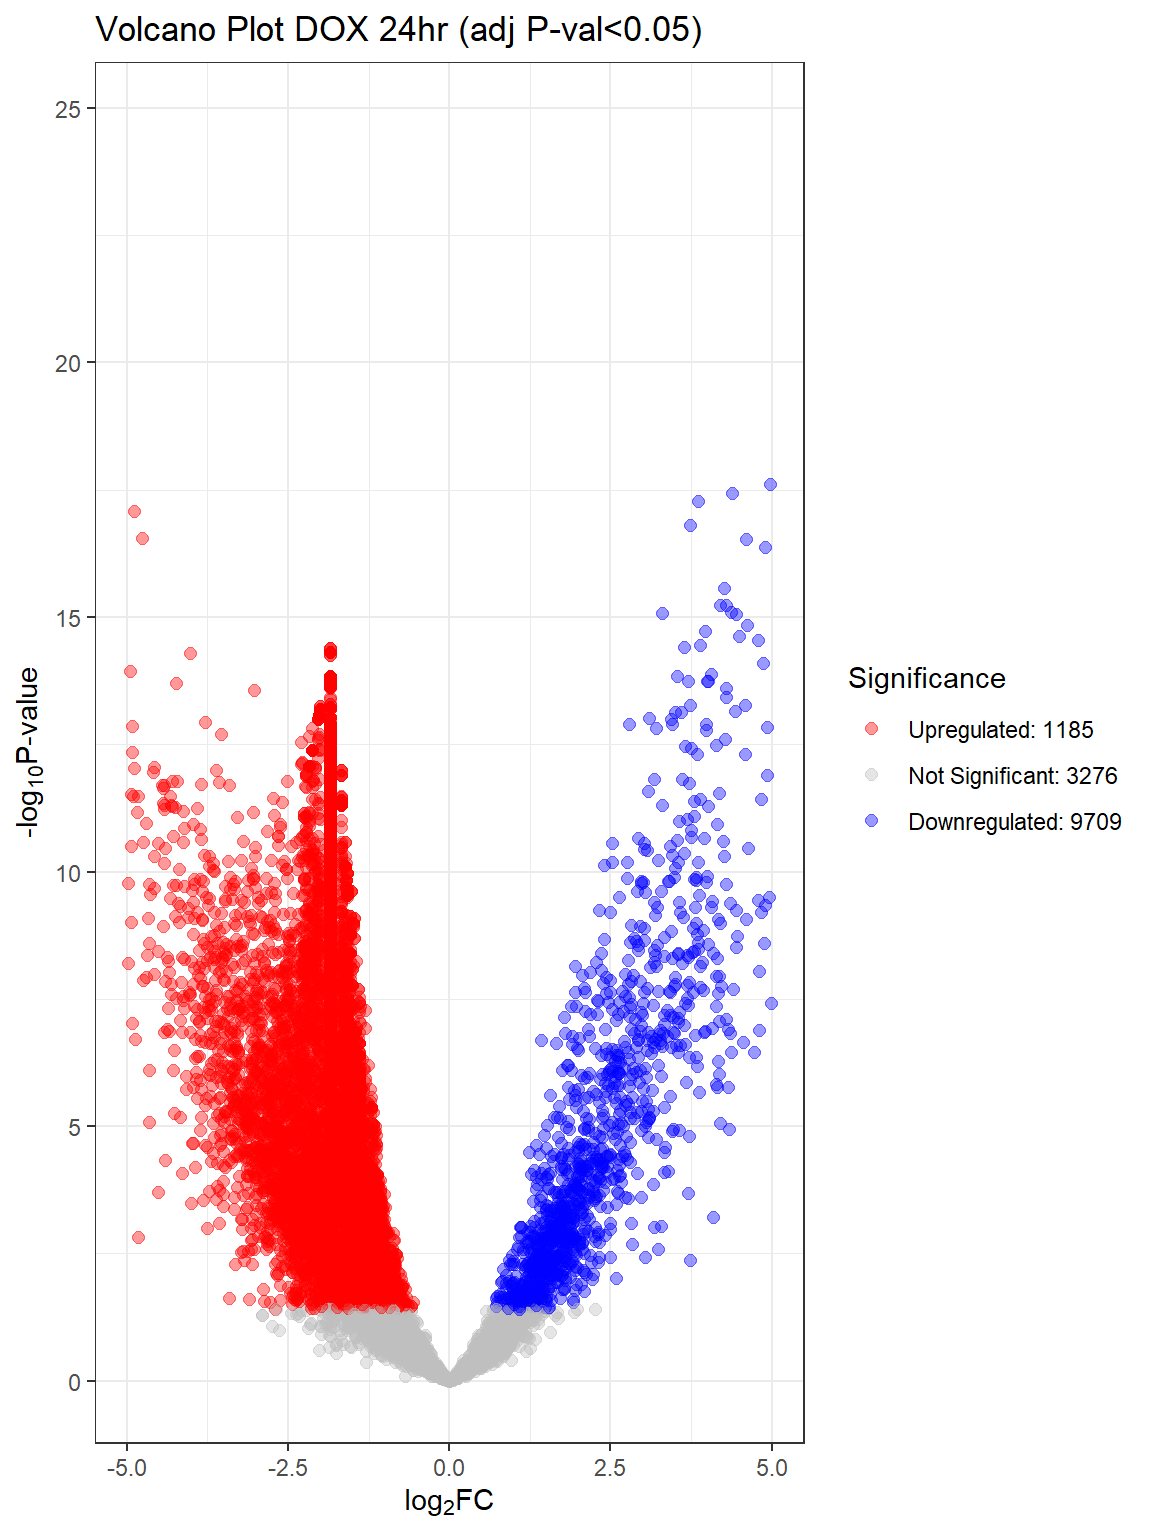 Volcano Plot DOX 24hr (adj P-val<0.05)
25
20
15
10
5
0
-log10P-value
-5.0 -2.5 0.0 2.5 5.0
log2FC
Significance
Upregulated: 1185
Not Significant: 3276
Downregulated: 9709